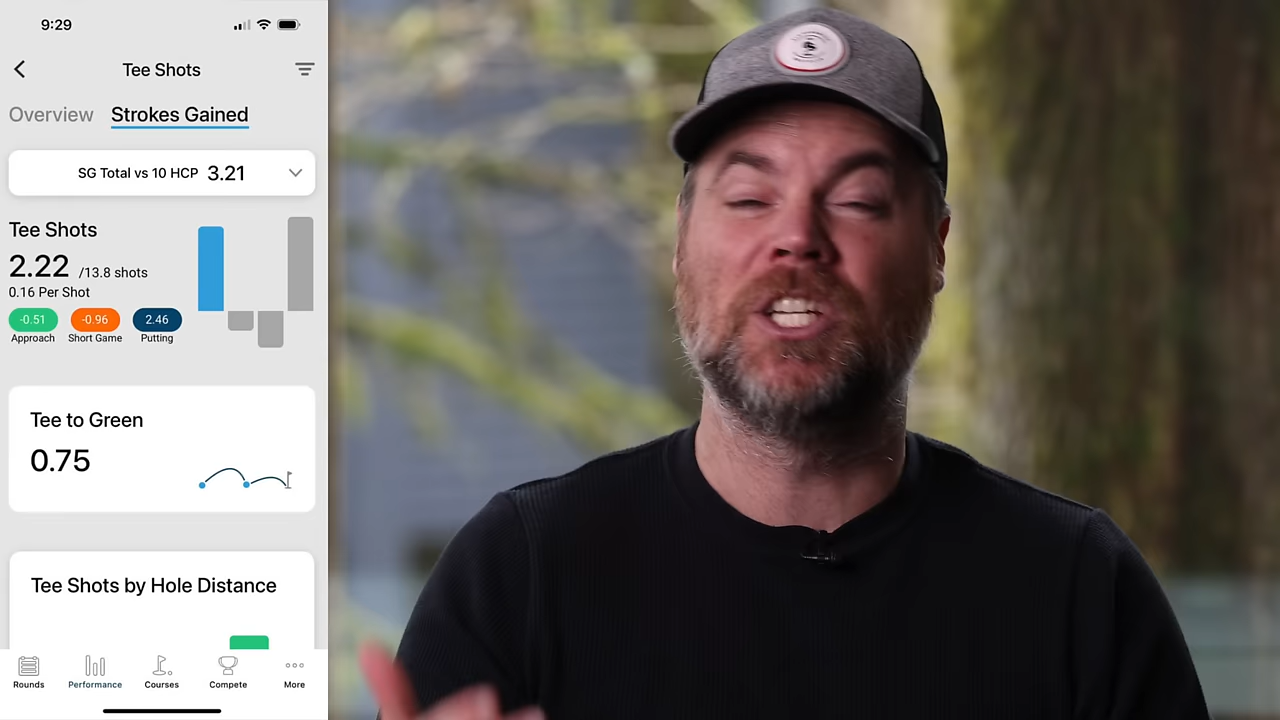 9:29
Tee Shots
Overview Strokes Gained
SG Total vs 10 HCP 3.21
Tee Shots
2.22 /13.8 shots
0.16 Per Shot
-0.51 -0.96 2.46
Approach Short Game Putting
Tee to Green
0.75
Tee Shots by Hole Distance
Rounds Performance Courses Compete More